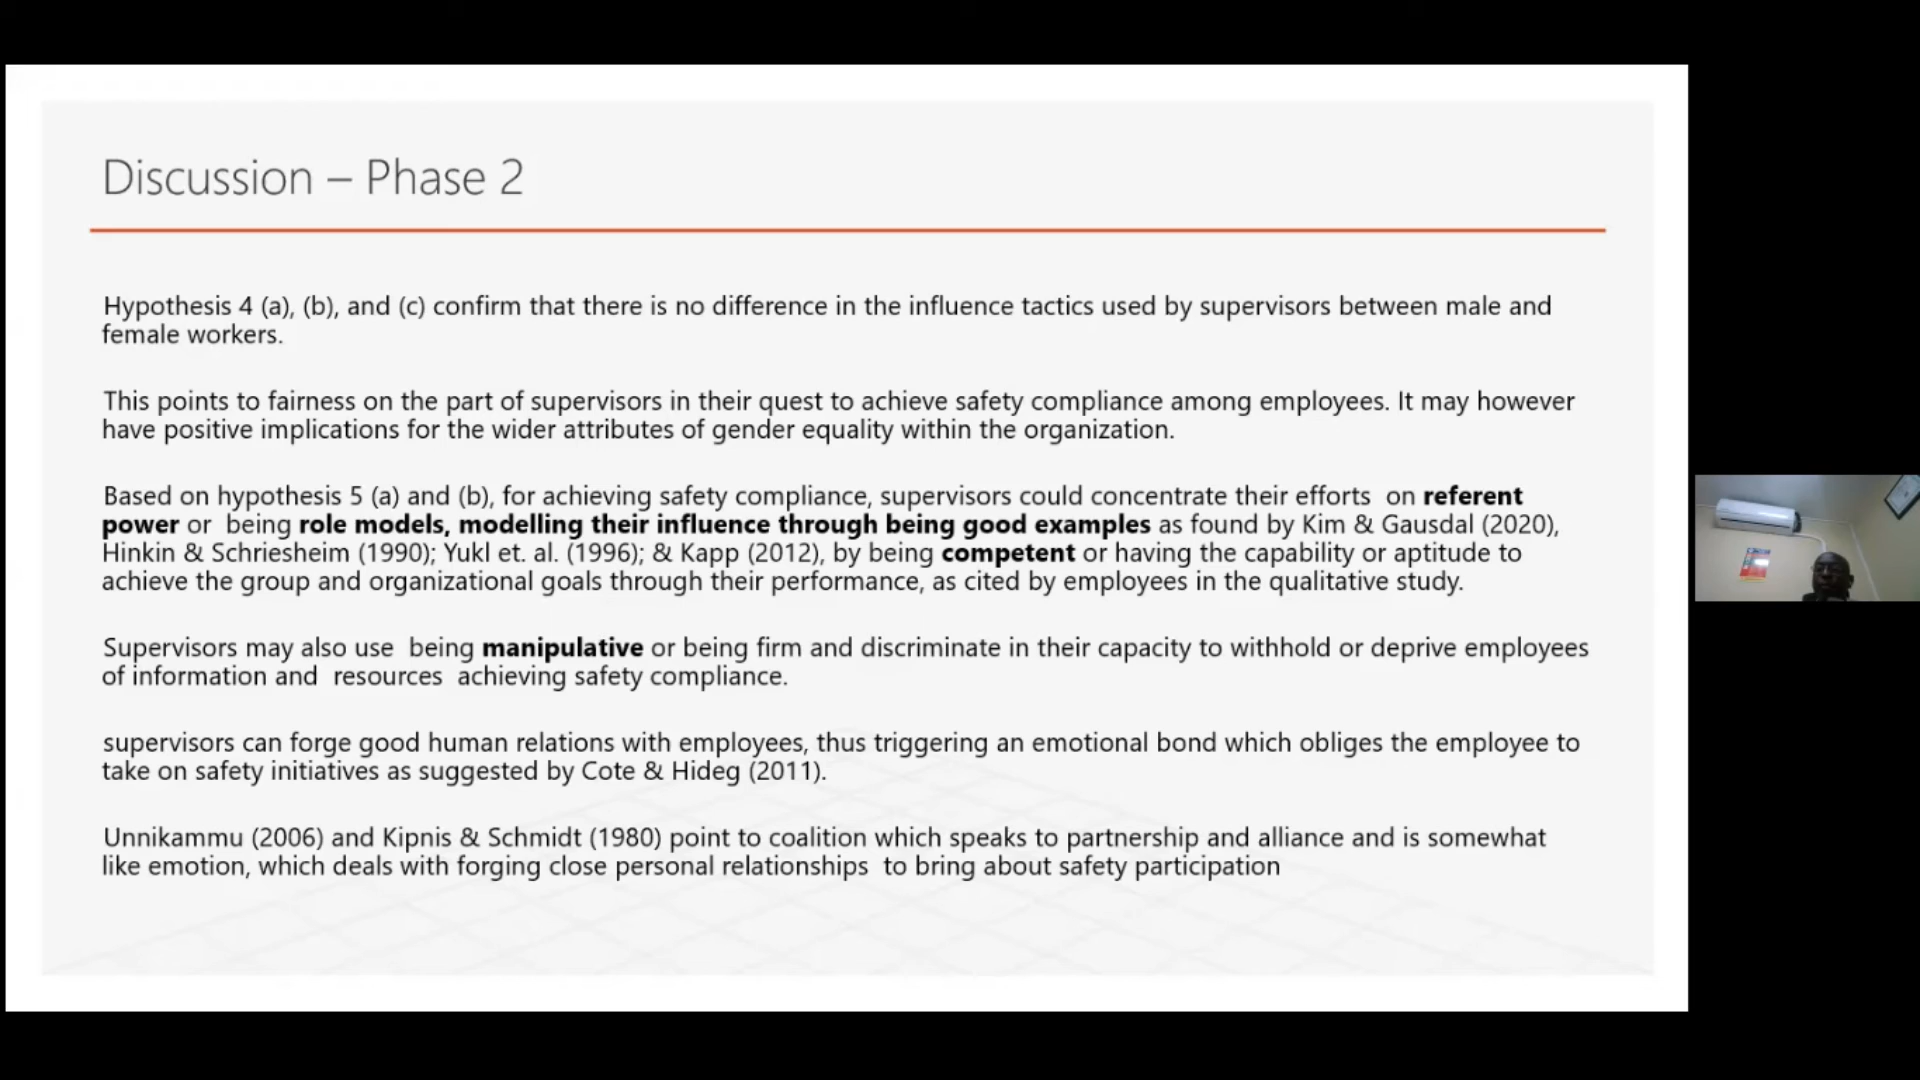 Discussion – Phase 2
Hypothesis 4 (a), (b), and (c) confirm that there is no difference in the influence tactics used by supervisors between male and
female workers.
This points to fairness on the part of supervisors in their quest to achieve safety compliance among employees. It may however
have positive implications for the wider attributes of gender equality within the organization.
Based on hypothesis 5 (a) and (b), for achieving safety compliance, supervisors could concentrate their efforts  on referent
power or  being role models, modelling their influence through being good examples as found by Kim & Gausdal (2020),
Hinkin & Schriesheim (1990); Yukl et. al. (1996); & Kapp (2012), by being competent or having the capability or aptitude to
achieve the group and organizational goals through their performance, as cited by employees in the qualitative study.
Supervisors may also use  being manipulative or being firm and discriminate in their capacity to withhold or deprive employees
of information and  resources  achieving safety compliance.
supervisors can forge good human relations with employees, thus triggering an emotional bond which obliges the employee to
take on safety initiatives as suggested by Cote & Hideg (2011).
Unnikammu (2006) and Kipnis & Schmidt (1980) point to coalition which speaks to partnership and alliance and is somewhat
like emotion, which deals with forging close personal relationships  to bring about safety participation